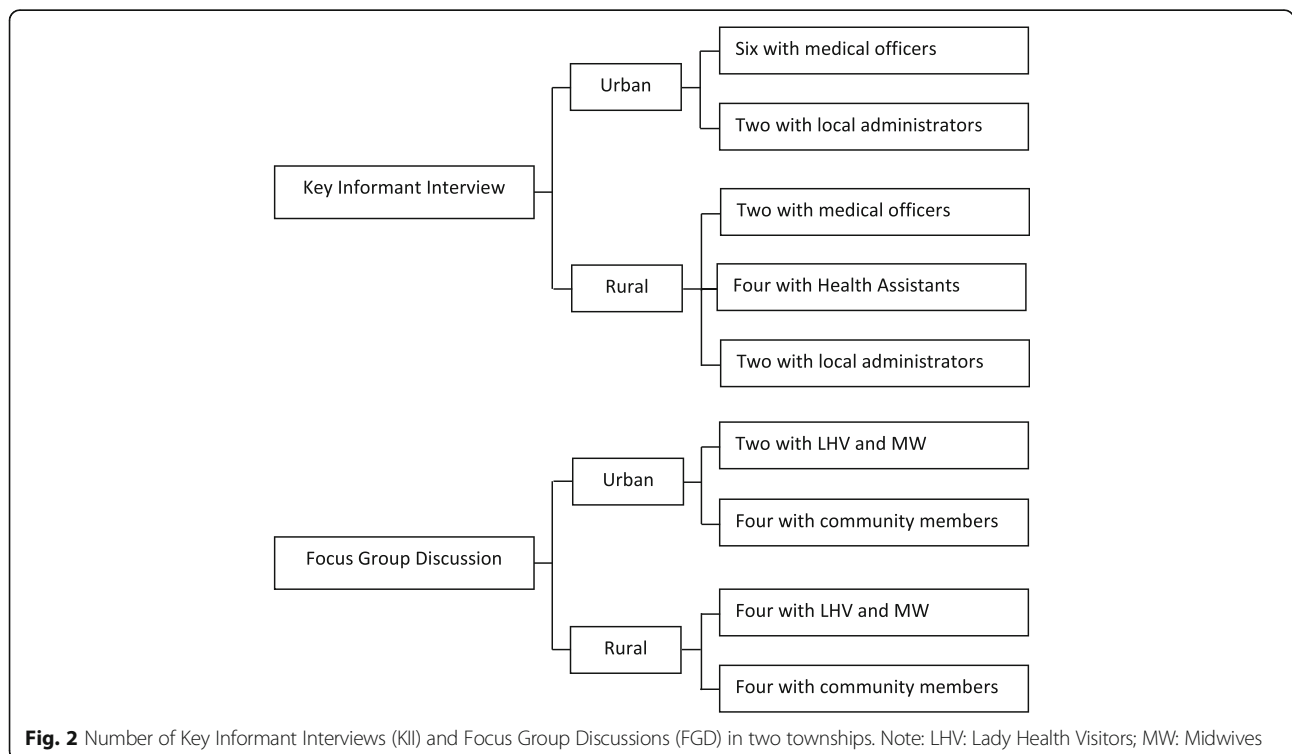 Key Informant Interview
Urban
Six with medical officers
Two with local administrators
Rural
Two with medical officers
Four with Health Assistants
Two with local administrators
Focus Group Discussion
Urban
Two with LHV and MW
Four with community members
Rural
Four with LHV and MW
Four with community members
Fig. 2 Number of Key Informant Interviews (KII) and Focus Group Discussions (FGD) in two townships. Note: LHV: Lady Health Visitors; MW: Midwives